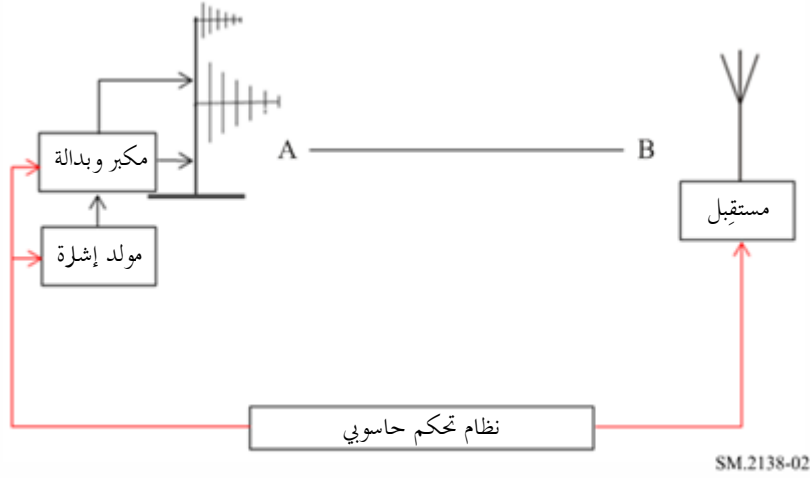 مكبر وبدالة
A
B
مستقبِل
مولد إشارة
نظام تحكم حاسوبي
SM.2138-02